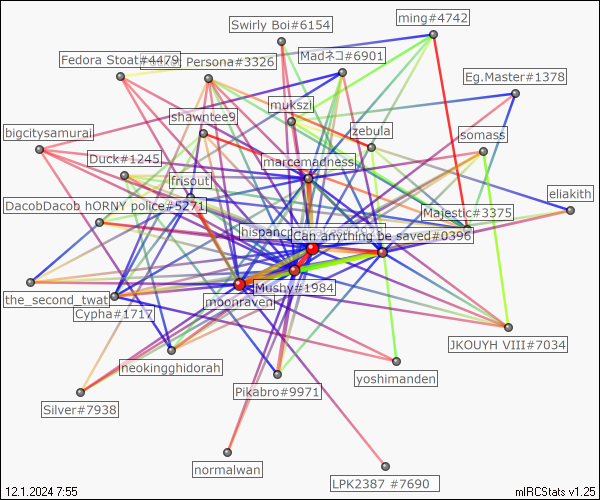 ming#4742
Swirly Boi#6154
Madネコ#6901
Fedora Stoat#4479
Persona#3326
Eg.Master#1378
mukszi
shawntee9
zebula
bigcitysamurai
somass
Duck#1245
marcemadness
frisout
eliakith
DacobDacob hORNY police#5271
Majestic#3375
Can anything be saved#0396
Mushy#1984
the_second_twat
moonraven
Cypha#1717
JKOUYH VIII#7034
neokingghidorah
yoshimanden
Pikabro#9971
Silver#7938
normalwan
LPK2387 #7690
12.1.2024 7:55
mIRCStats v1.25